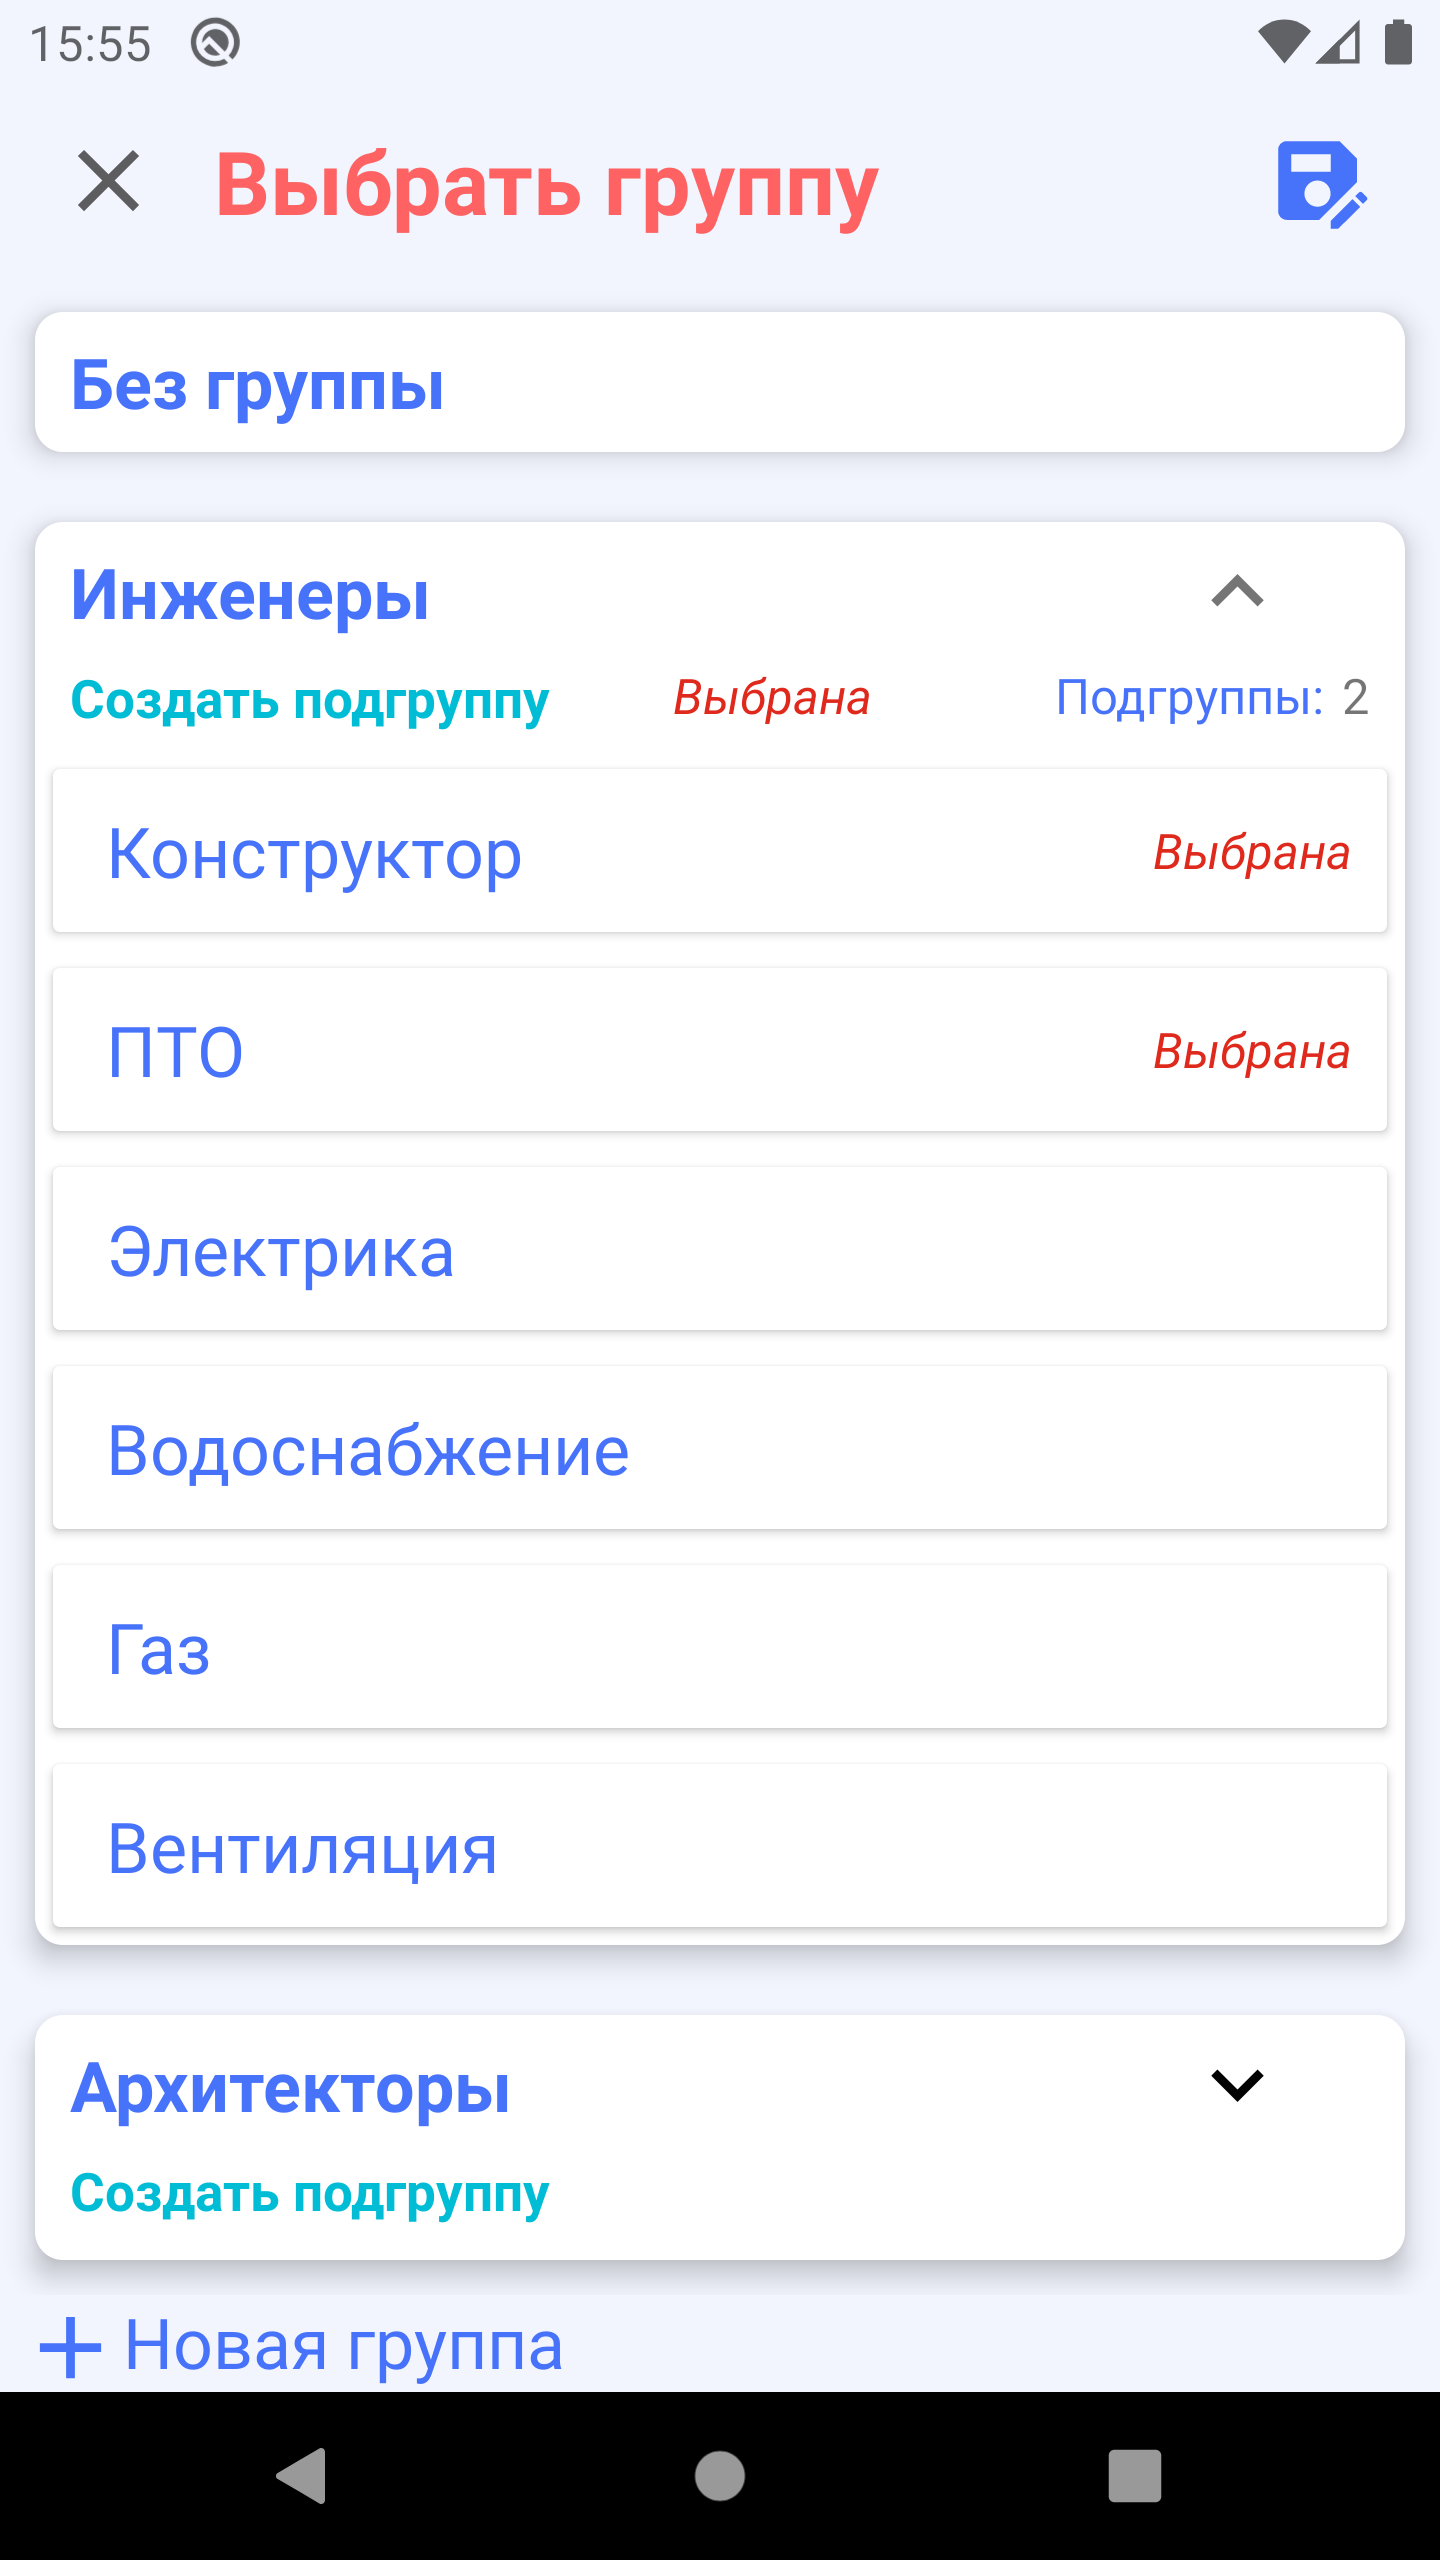 15:55
Выбрать группу
Без группы
Инженеры
Создать подгруппу Выбрана Подгруппы: 2
Конструктор Выбрана
ПТО Выбрана
Электрика
Водоснабжение
Газ
Вентиляция
Архитекторы
Создать подгруппу
Новая группа